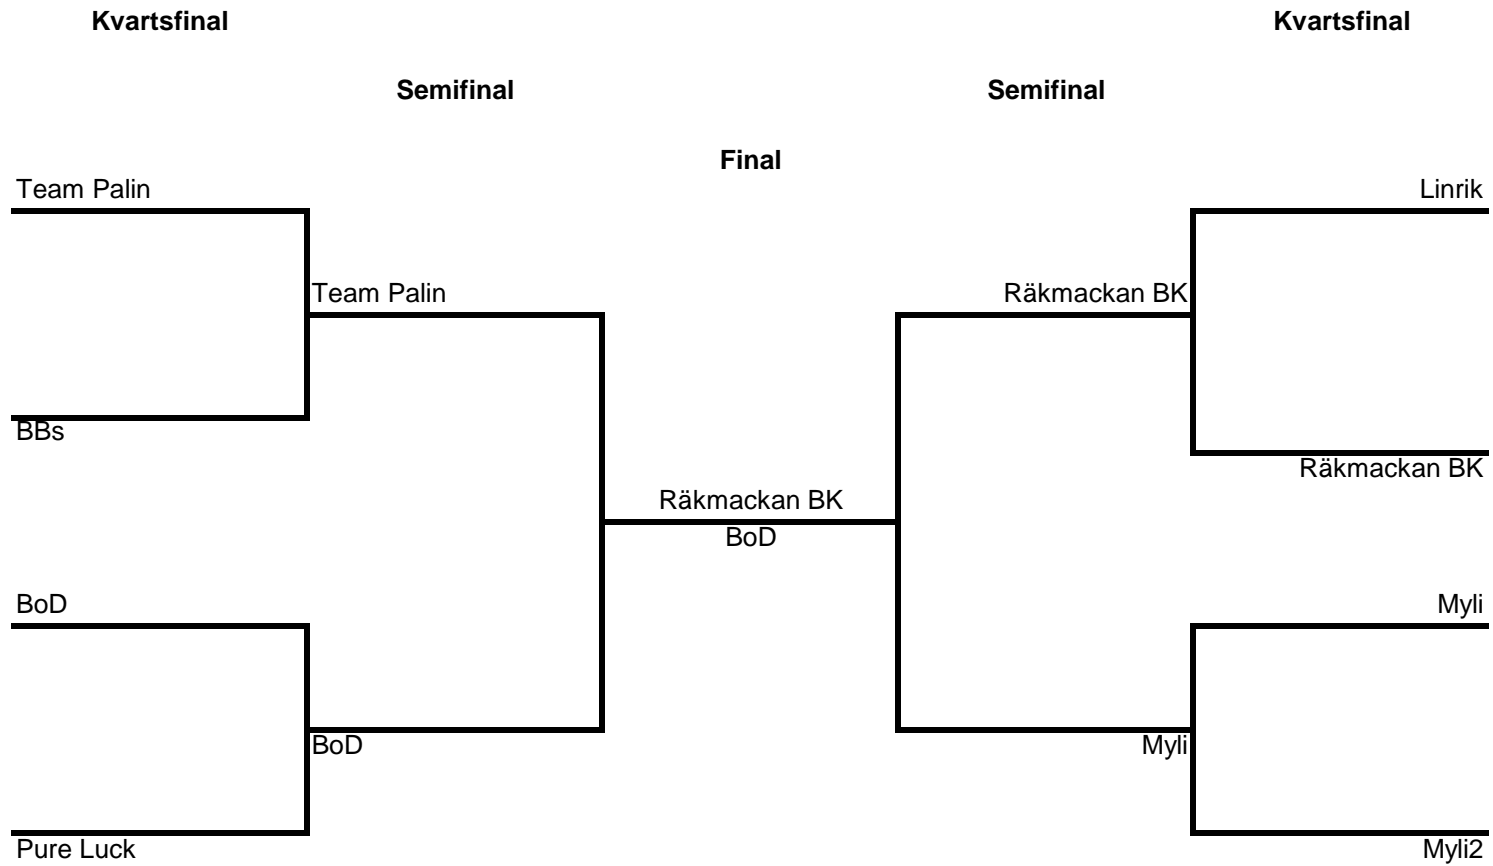 Kvartsfinal
Kvartsfinal
Semifinal
Semifinal
Final
Team Palin
Linrik
Team Palin
Räkmackan BK
BBs
Räkmackan BK
Räkmackan BK
BoD
BoD
Myli
BoD
Myli
Pure Luck
Myli2